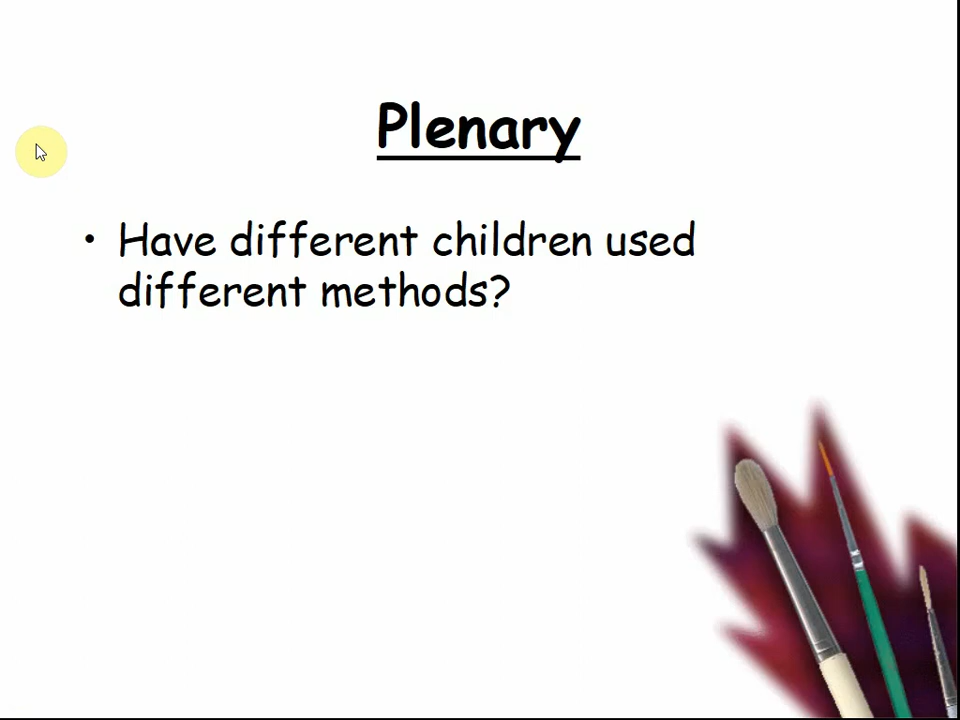 Plenary
• Have different children used
different methods?